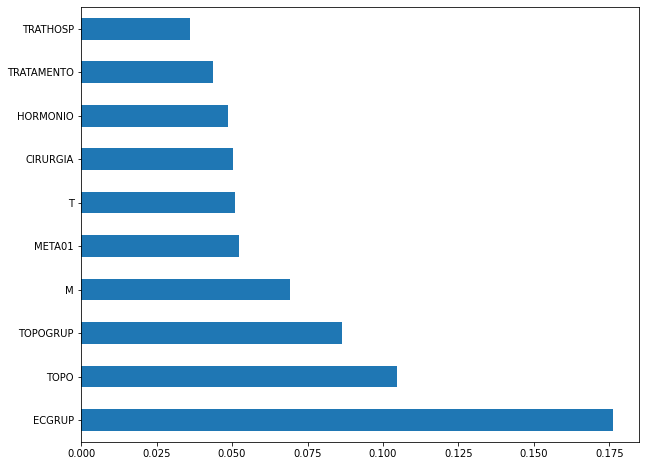 TRATHOSP
TRATAMENTO
HORMONIO
CIRURGIA
T
META01
M
TOPOGRUP
TOPO
ECGRUP
0.000 0.025 0.050 0.075 0.100 0.125 0.150 0.175